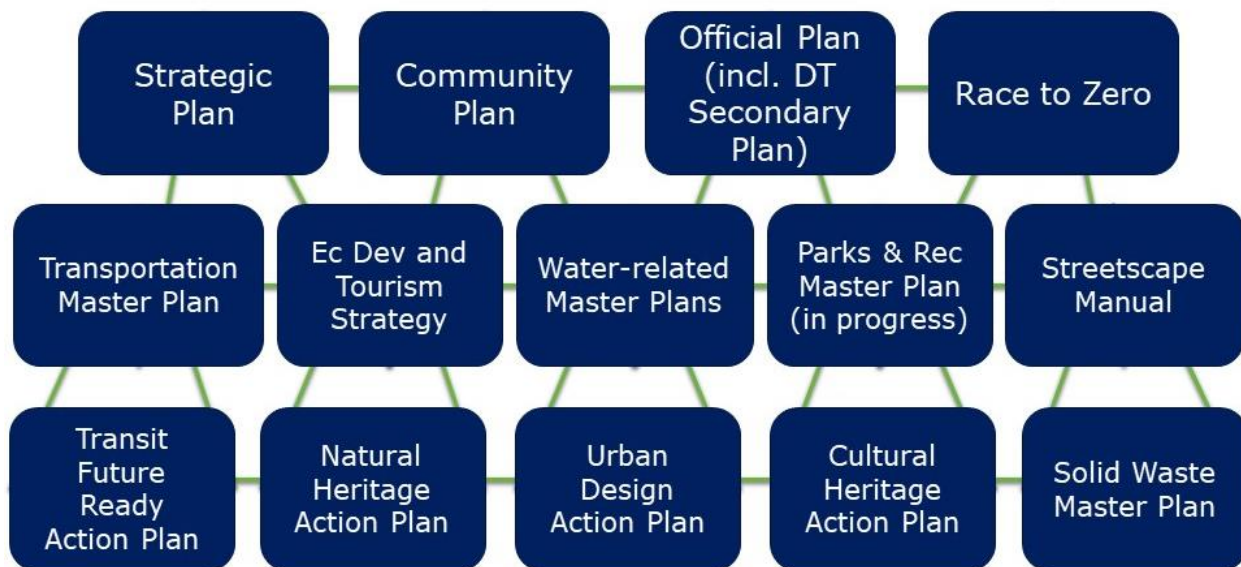 Strategic
Plan
Community
Plan
Official Plan
(incl. DT
Secondary
Plan)
Race to Zero
Transportation
Master Plan
Ec Dev and
Tourism
Strategy
Water-related
Master Plans
Parks & Rec
Master Plan
(in progress)
Streetscape
Manual
Transit
Future
Ready
Action Plan
Natural
Heritage
Action Plan
Urban
Design
Action Plan
Cultural
Heritage
Action Plan
Solid Waste
Master Plan